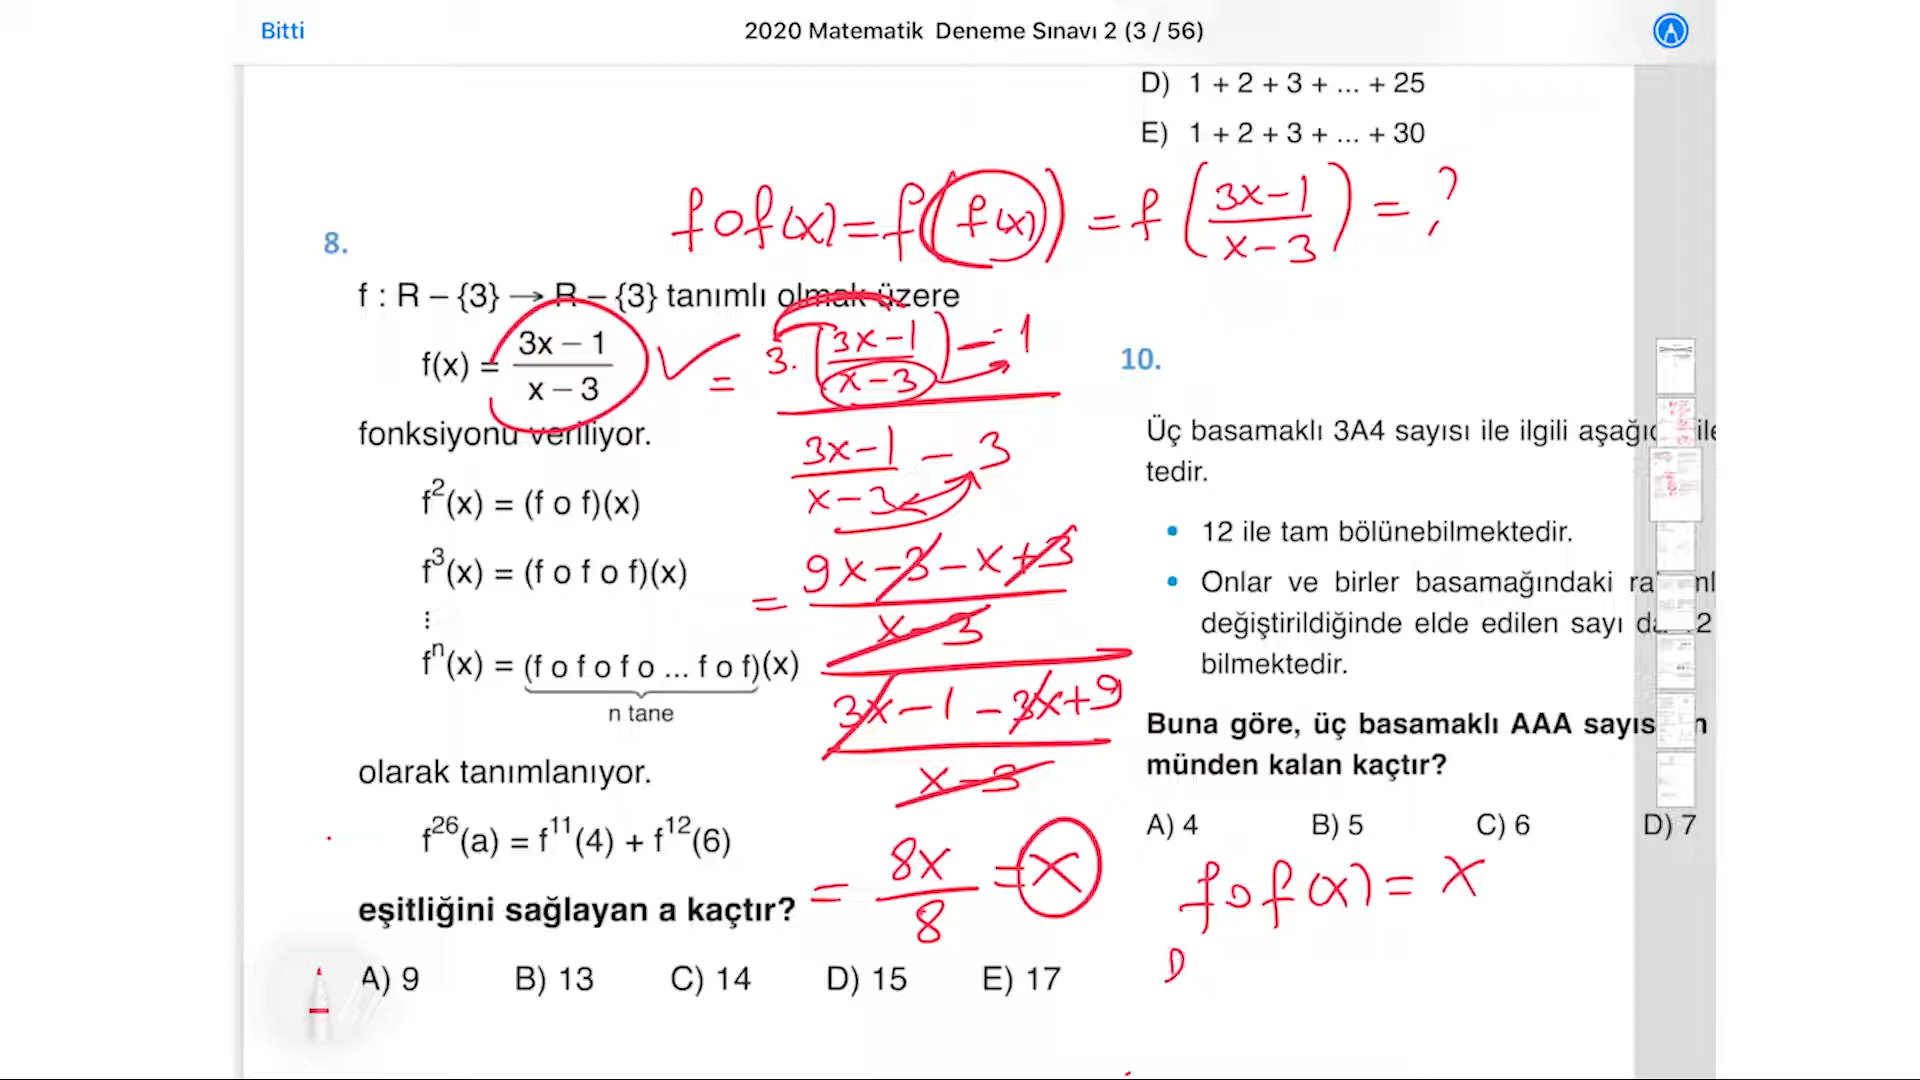 Bitti
2020 Matematik Deneme Sınavı 2 (3 / 56)
D) 1 + 2 + 3 + ... + 25
E) 1 + 2 + 3 + ... + 30
fof(x) = f(f(x)) = f((3x-1)/(x-3)) = ?
8.
f : R – {3} → R – {3} tanımlı olmak üzere
f(x) = (3x – 1)/(x – 3)
fonksiyonu veriliyor.
f²(x) = (f o f)(x)
f³(x) = (f o f o f)(x)
⋮
fⁿ(x) = (f o f o f o ... f o f)(x)
n tane
olarak tanımlanıyor.
f²⁶(a) = f¹¹(4) + f¹²(6)
eşitliğini sağlayan a kaçtır?
A) 9 B) 13 C) 14 D) 15 E) 17
=
3. (3x-1)/(x-3) - 1
(3x-1)/(x-3) - 3
=
9x-3-x+3
x-3
3x-1-3x+9
x-3
= 8x/8 = x
10.
Üç basamaklı 3A4 sayısı ile ilgili
tedir.
• 12 ile tam bölünebilmektedir.
• Onlar ve birler basamağındaki
değiştirildiğinde elde edilen sayı
bilmektedir.
Buna göre, üç basamaklı AAA
münden kalan kaçtır?
A) 4 B) 5 C) 6 D) 7
fof(x) = x